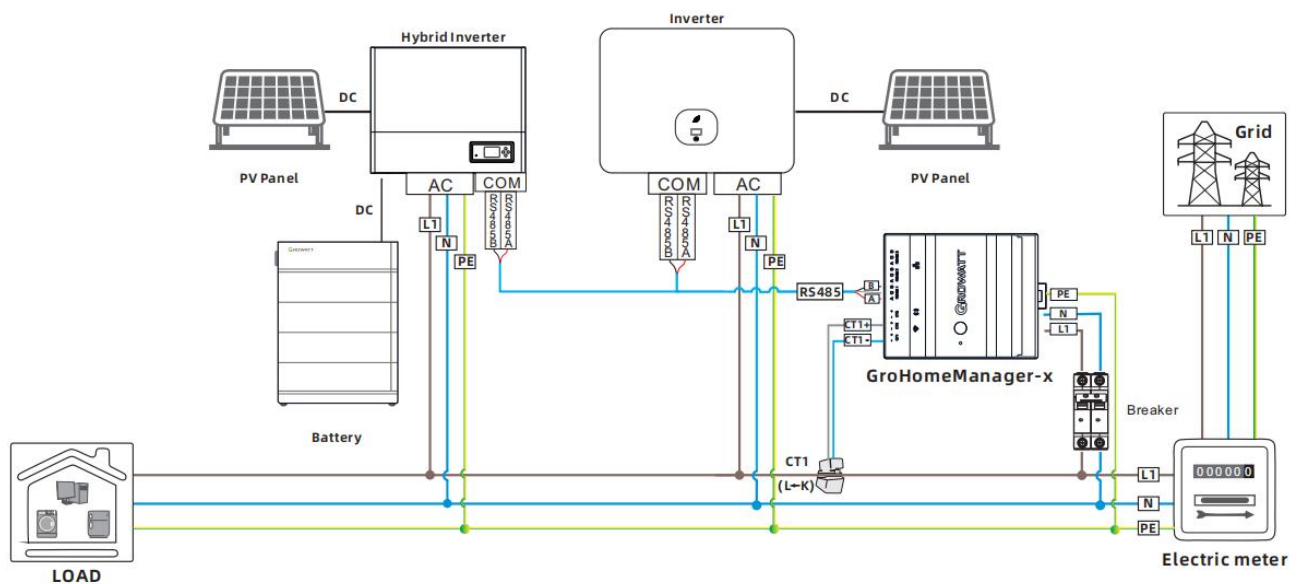 Inverter
Hybrid Inverter
DC
DC
Grid
PV Panel
AC
COM
COM
AC
PV Panel
DC
RS485B
RS485A
RS485B
RS485A
L1
N
PE
L1
N
PE
L1
N
PE
GROWATT
RS485
B
A
CT1+
CT1-
GROWATT
PE
N
L1
GroHomeManager-x
Breaker
Battery
CT1
(L←K)
L1
N
PE
000000
LOAD
Electric meter